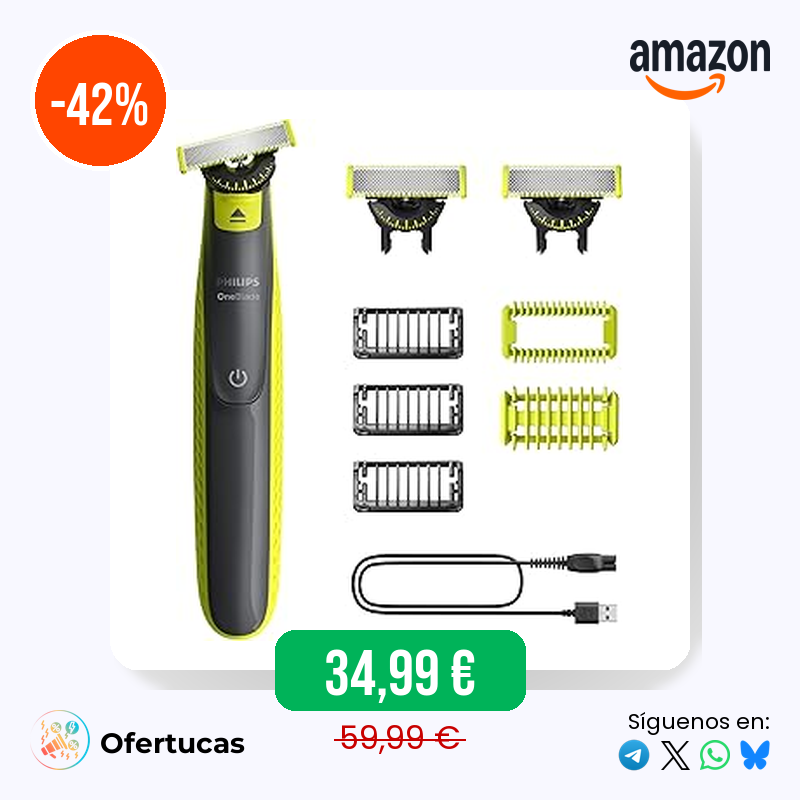 -42%
amazon
PHILIPS
OneBlade
34,99 €
59,99 €
Ofertucas
Síguenos en: